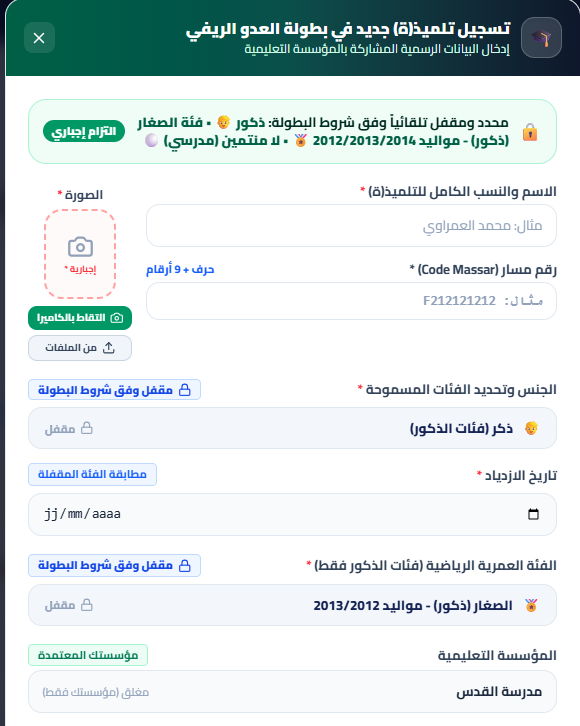 تسجيل تلميذ(ة) جديد في بطولة العدو الريفي
إدخال البيانات الرسمية المشاركة بالمؤسسة التعليمية
محدد ومقفل تلقائياً وفق شروط البطولة: ذكور 👦 • فئة الصغار
(ذكور) - مواليد 2012/2013/2014 🏅 • لا منتمين (مدرسي) ⚪
التزام إجباري
الاسم والنسب الكامل للتلميذ(ة) *
مثال: محمد العمراوي
الصورة *
إجبارية *
التقاط بالكاميرا
من الملفات
رقم مسار (Code Massar) *
حرف + 9 أرقام
مثال: F212121212
الجنس وتحديد الفئات المسموحة *
مقفل وفق شروط البطولة
ذكر (فئات الذكور)
مقفل
تاريخ الازدياد *
مطابقة الفئة المقفلة
jj/mm/aaaa
الفئة العمرية الرياضية (فئات الذكور فقط) *
مقفل وفق شروط البطولة
الصغار (ذكور) - مواليد 2013/2012
مقفل
المؤسسة التعليمية
مؤسستك المعتمدة
مدرسة القدس
مغلق (مؤسستك فقط)